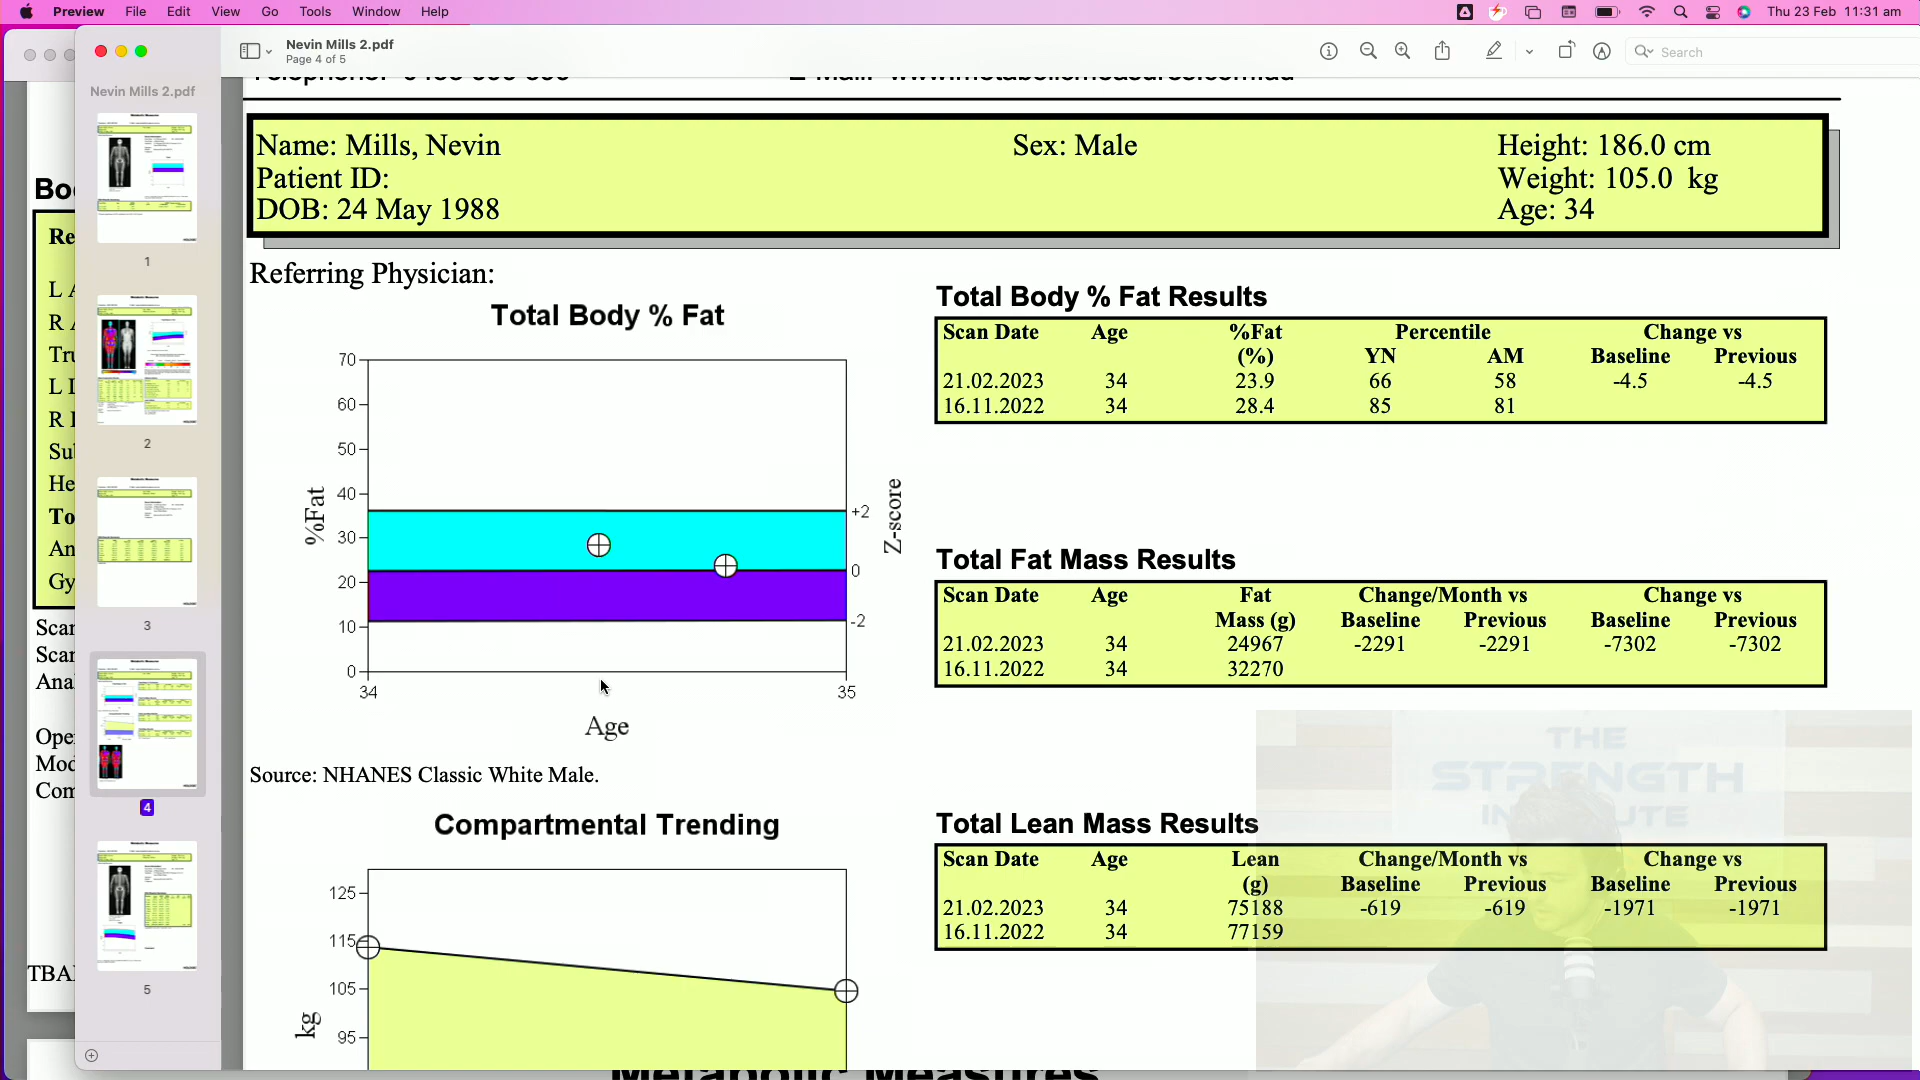 Preview File Edit View Go Tools Window Help Thu 23 Feb 11:31 am
Nevin Mills 2.pdf
Page 4 of 5
Search
Nevin Mills 2.pdf
1
2
3
4
5
Name: Mills, Nevin Sex: Male Height: 186.0 cm
Patient ID: Weight: 105.0 kg
DOB: 24 May 1988 Age: 34
Referring Physician:
Total Body % Fat
70
60
50
40
30
20
10
0
%Fat
+2
0
-2
Z-score
34 35
Age
Source: NHANES Classic White Male.
Compartmental Trending
125
115
105
95
kg
Total Body % Fat Results
Scan Date Age %Fat Percentile Change vs
(%) YN AM Baseline Previous
21.02.2023 34 23.9 66 58 -4.5 -4.5
16.11.2022 34 28.4 85 81
Total Fat Mass Results
Scan Date Age Fat Change/Month vs Change vs
Mass (g) Baseline Previous Baseline Previous
21.02.2023 34 24967 -2291 -2291 -7302 -7302
16.11.2022 34 32270
THE
STRENGTH
Total Lean Mass Results
Scan Date Age Lean Change/Month vs Change vs
(g) Baseline Previous Baseline Previous
21.02.2023 34 75188 -619 -619 -1971 -1971
16.11.2022 34 77159
Metabolic Measures